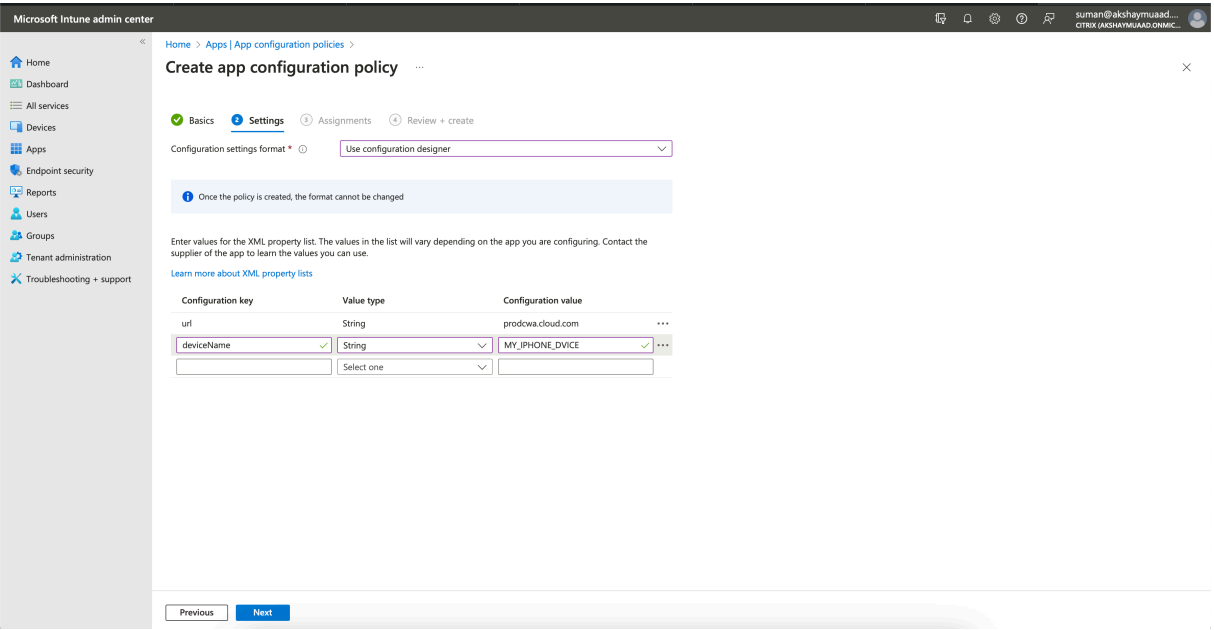 Microsoft Intune admin center
suman@akshaymuaad....
CITRIX (AKSHAYMUAAD.ONMIC...
«
Home > Apps | App configuration policies >
Home
Dashboard
All services
Devices
Apps
Endpoint security
Reports
Users
Groups
Tenant administration
Troubleshooting + support
Create app configuration policy ...
Basics
2 Settings
3 Assignments
4 Review + create
Configuration settings format *
Use configuration designer
Once the policy is created, the format cannot be changed
Enter values for the XML property list. The values in the list will vary depending on the app you are configuring. Contact the
supplier of the app to learn the values you can use.
Learn more about XML property lists
Configuration key Value type Configuration value
url String prodcwa.cloud.com ...
deviceName String MY_IPHONE_DVICE ...
Select one
Previous Next